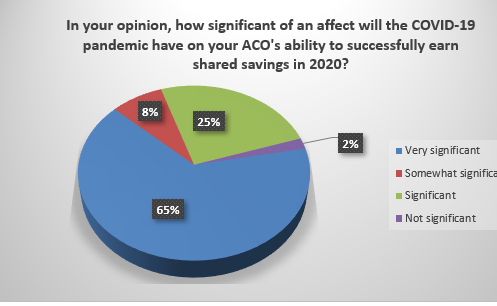 In your opinion, how significant of an affect will the COVID-19
pandemic have on your ACO's ability to successfully earn
shared savings in 2020?
8%
25%
2%
65%
Very significant
Somewhat significa
Significant
Not significant